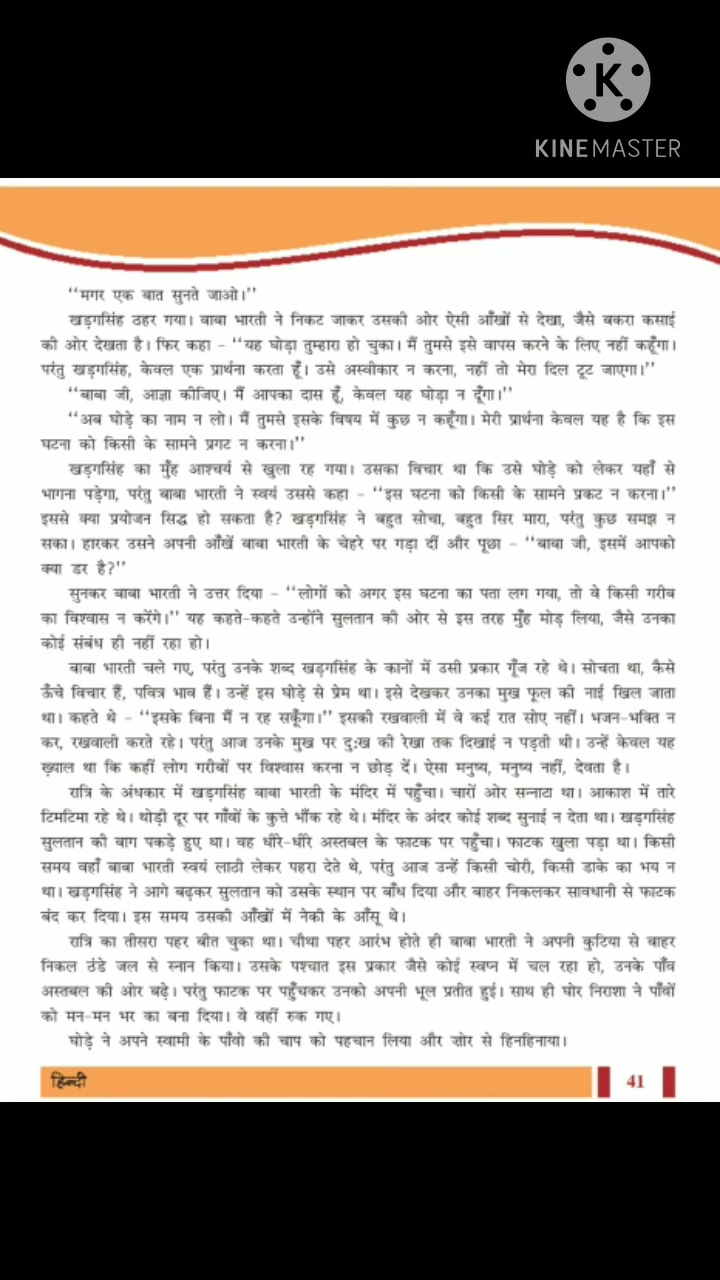 KINEMASTER
“मगर एक बात सुनते जाओ।”
खड़गसिंह ठहर गया। बाबा भारती ने निकट जाकर उसकी ओर ऐसी आँखों से देखा, जैसे बकरा कसाई
की ओर देखता है। फिर कहा – “यह घोड़ा तुम्हारा हो चुका। मैं तुमसे इसे वापस करने के लिए नहीं कहूँगा।
परंतु खड़गसिंह, केवल एक प्रार्थना करता हूँ। उसे अस्वीकार न करना, नहीं तो मेरा दिल टूट जाएगा।”
“बाबा जी, आज्ञा कीजिए। मैं आपका दास हूँ, केवल यह घोड़ा न दूँगा।”
“अब घोड़े का नाम न लो। मैं तुमसे इसके विषय में कुछ न कहूँगा। मेरी प्रार्थना केवल यह है कि इस
घटना को किसी के सामने प्रगट न करना।”
खड़गसिंह का मुँह आश्चर्य से खुला रह गया। उसका विचार था कि उसे घोड़े को लेकर यहाँ से
भागना पड़ेगा, परंतु बाबा भारती ने स्वयं उससे कहा – “इस घटना को किसी के सामने प्रकट न करना।”
इससे क्या प्रयोजन सिद्ध हो सकता है? खड़गसिंह ने बहुत सोचा, बहुत सिर मारा, परंतु कुछ समझ न
सका। हारकर उसने अपनी आँखें बाबा भारती के चेहरे पर गड़ा दीं और पूछा – “बाबा जी, इसमें आपको
क्या डर है?”
सुनकर बाबा भारती ने उत्तर दिया – “लोगों को अगर इस घटना का पता लग गया, तो वे किसी गरीब
का विश्वास न करेंगे।” यह कहते-कहते उन्होंने सुलतान की ओर से इस तरह मुँह मोड़ लिया, जैसे उनका
कोई संबंध ही नहीं रहा हो।
बाबा भारती चले गए, परंतु उनके शब्द खड़गसिंह के कानों में उसी प्रकार गूँज रहे थे। सोचता था, कैसे
ऊँचे विचार हैं, पवित्र भाव हैं। उन्हें इस घोड़े से प्रेम था। इसे देखकर उनका मुख फूल की नाई खिल जाता
था। कहते थे – “इसके बिना मैं न रह सकूँगा।” इसकी रखवाली में वे कई रात सोए नहीं। भजन-भक्ति न
कर, रखवाली करते रहे। परंतु आज उनके मुख पर दु:ख की रेखा तक दिखाई न पड़ती थी। उन्हें केवल यह
ख़्याल था कि कहीं लोग गरीबों पर विश्वास करना न छोड़ दें। ऐसा मनुष्य, मनुष्य नहीं, देवता है।
रात्रि के अंधकार में खड़गसिंह बाबा भारती के मंदिर में पहुँचा। चारों ओर सन्नाटा था। आकाश में तारे
टिमटिमा रहे थे। थोड़ी दूर पर गाँवों के कुत्ते भौंक रहे थे। मंदिर के अंदर कोई शब्द सुनाई न देता था। खड़गसिंह
सुलतान की बाग पकड़े हुए था। वह धीरे-धीरे अस्तबल के फाटक पर पहुँचा। फाटक खुला पड़ा था। किसी
समय वहाँ बाबा भारती स्वयं लाठी लेकर पहरा देते थे, परंतु आज उन्हें किसी चोरी, किसी डाके का भय न
था। खड़गसिंह ने आगे बढ़कर सुलतान को उसके स्थान पर बाँध दिया और बाहर निकलकर सावधानी से फाटक
बंद कर दिया। इस समय उसकी आँखों में नेकी के आँसू थे।
रात्रि का तीसरा पहर बीत चुका था। चौथा पहर आरंभ होते ही बाबा भारती ने अपनी कुटिया से बाहर
निकल ठंडे जल से स्नान किया। उसके पश्चात इस प्रकार जैसे कोई स्वप्न में चल रहा हो, उनके पाँव
अस्तबल की ओर बढ़े। परंतु फाटक पर पहुँचकर उनको अपनी भूल प्रतीत हुई। साथ ही घोर निराशा ने पाँवों
को मन-मन भर का बना दिया। वे वहीं रुक गए।
घोड़े ने अपने स्वामी के पाँवो की चाप को पहचान लिया और ज़ोर से हिनहिनाया।
हिन्दी
41